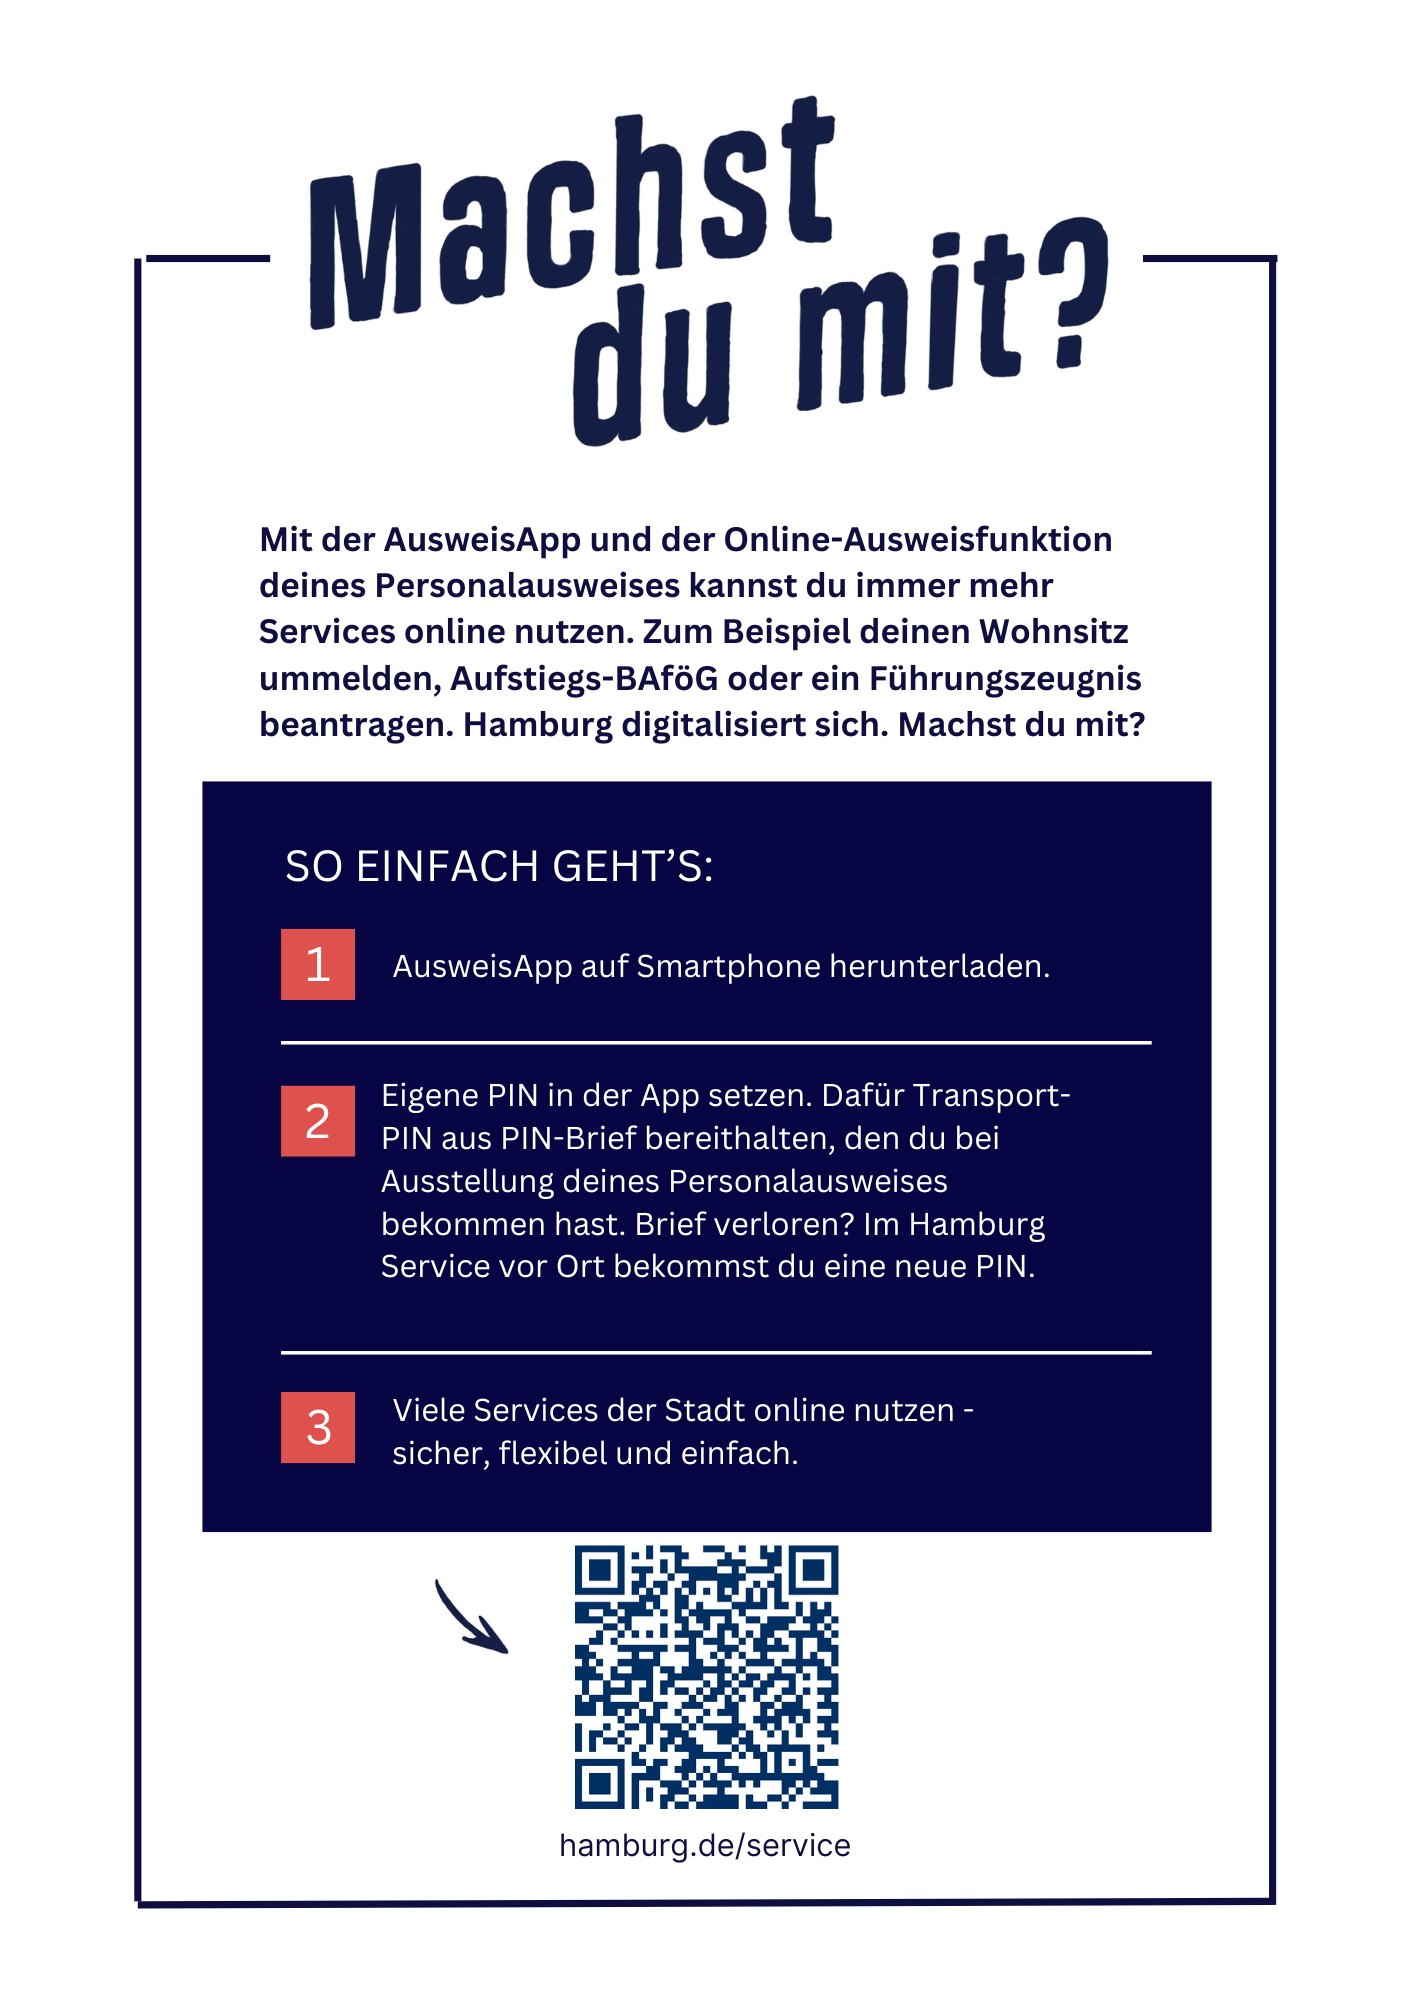 Machst
du mit?
Mit der AusweisApp und der Online-Ausweisfunktion
deines Personalausweises kannst du immer mehr
Services online nutzen. Zum Beispiel deinen Wohnsitz
ummelden, Aufstiegs-BAföG oder ein Führungszeugnis
beantragen. Hamburg digitalisiert sich. Machst du mit?
SO EINFACH GEHT’S:
1
AusweisApp auf Smartphone herunterladen.
2
Eigene PIN in der App setzen. Dafür Transport-
PIN aus PIN-Brief bereithalten, den du bei
Ausstellung deines Personalausweises
bekommen hast. Brief verloren? Im Hamburg
Service vor Ort bekommst du eine neue PIN.
3
Viele Services der Stadt online nutzen -
sicher, flexibel und einfach.
hamburg.de/service